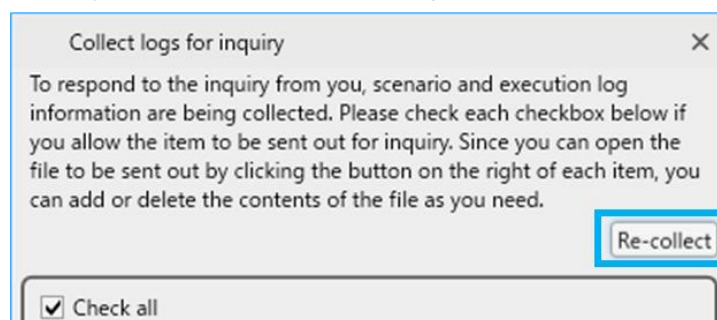 Collect logs for inquiry
To respond to the inquiry from you, scenario and execution log
information are being collected. Please check each checkbox below if
you allow the item to be sent out for inquiry. Since you can open the
file to be sent out by clicking the button on the right of each item, you
can add or delete the contents of the file as you need.
Re-collect
Check all